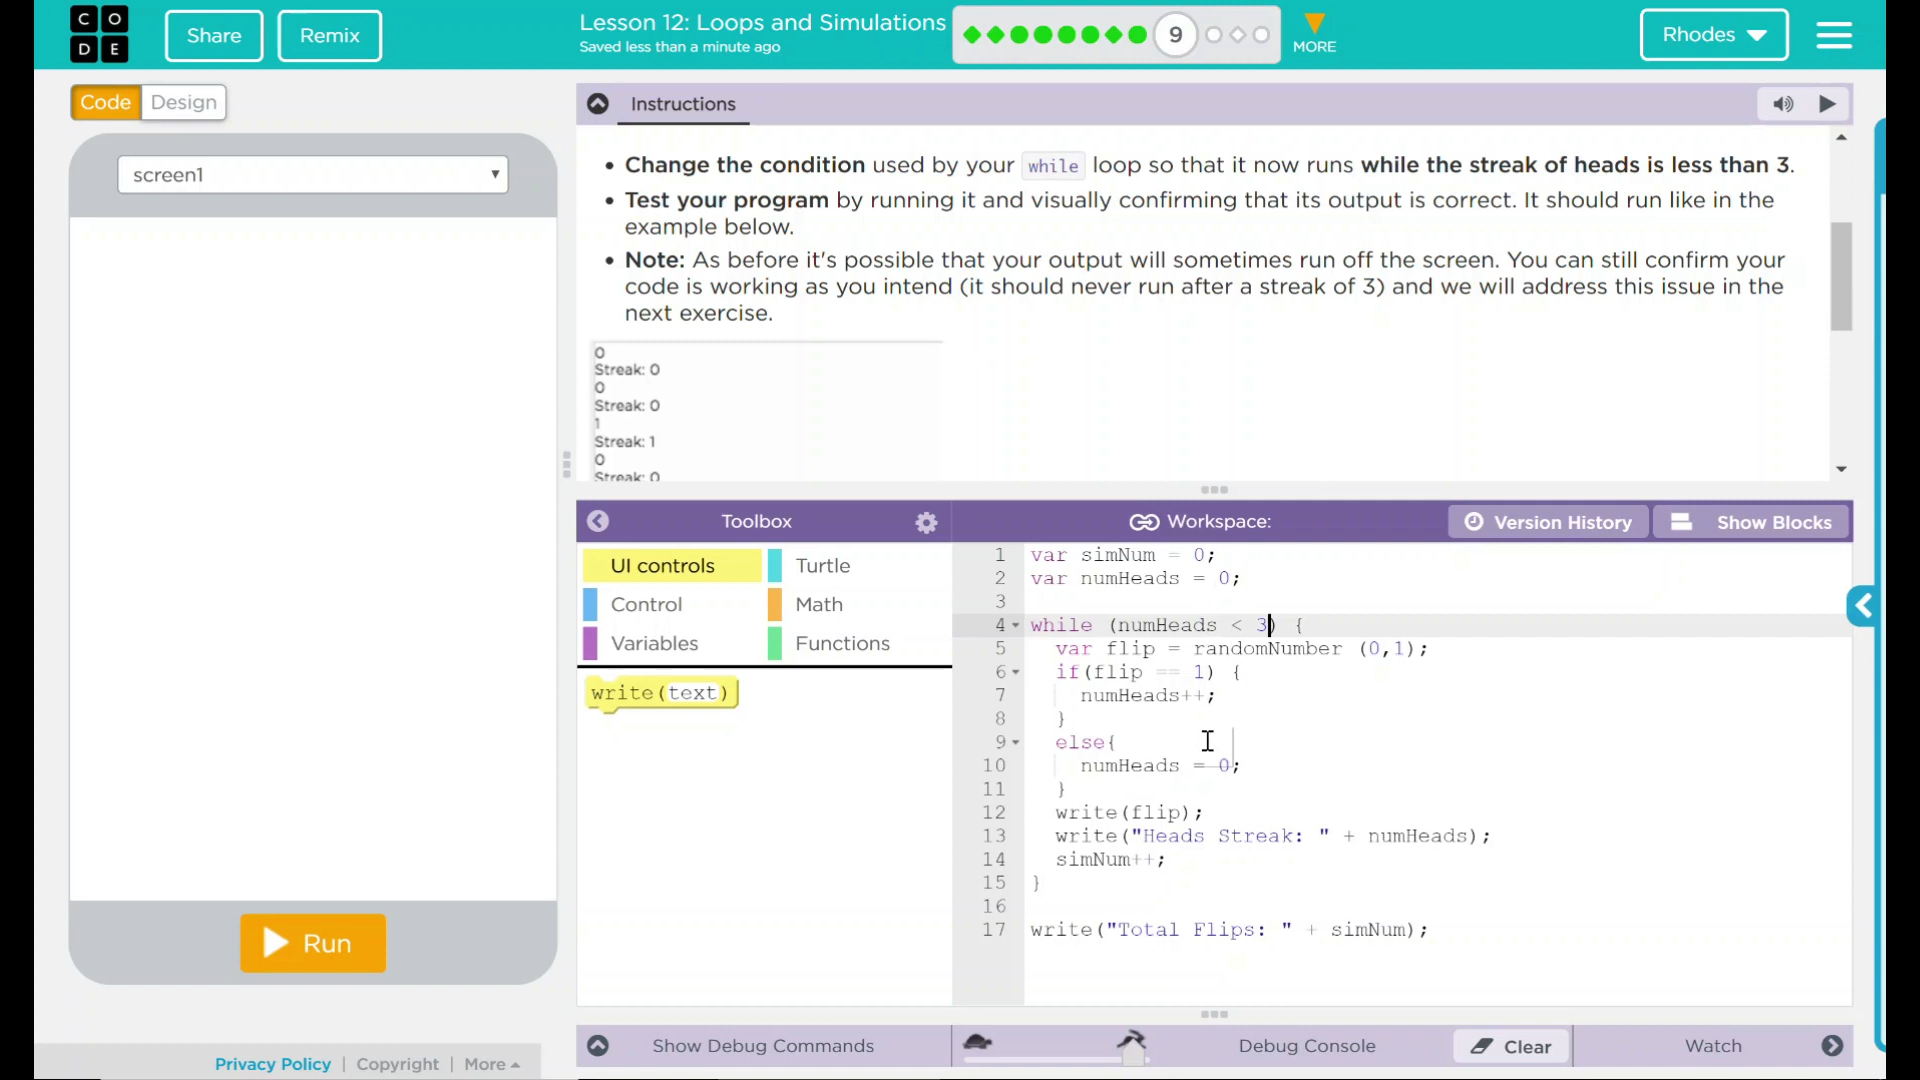 C O
D E
Share
Remix
Lesson 12: Loops and Simulations
Saved less than a minute ago
9
MORE
Rhodes
Code
Design
Instructions
screen1
• Change the condition used by your while loop so that it now runs while the streak of heads is less than 3.
• Test your program by running it and visually confirming that its output is correct. It should run like in the
example below.
• Note: As before it's possible that your output will sometimes run off the screen. You can still confirm your
code is working as you intend (it should never run after a streak of 3) and we will address this issue in the
next exercise.
0
Streak: 0
0
Streak: 0
1
Streak: 1
0
Streak: 0
Toolbox
Workspace:
Version History
Show Blocks
UI controls
Turtle
Control
Math
Variables
Functions
write(text)
1 var simNum = 0;
2 var numHeads = 0;
3
4 while (numHeads < 3) {
5 var flip = randomNumber (0,1);
6 if(flip == 1) {
7 numHeads++;
8 }
9 else{
10 numHeads = 0;
11 }
12 write(flip);
13 write("Heads Streak: " + numHeads);
14 simNum++;
15 }
16
17 write("Total Flips: " + simNum);
Run
Show Debug Commands
Debug Console
Clear
Watch
Privacy Policy | Copyright | More